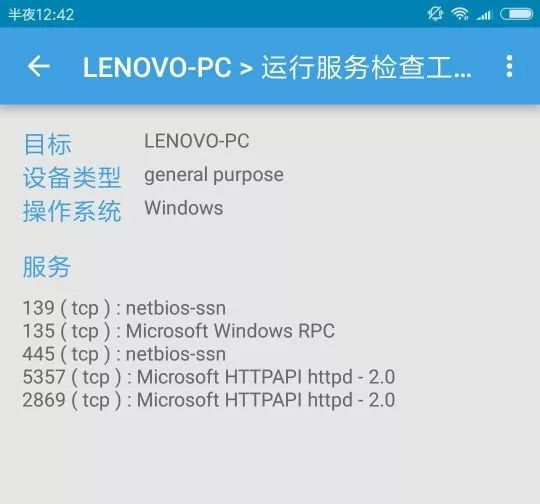 半夜12:42
LENOVO-PC > 运行服务检查工...
目标 LENOVO-PC
设备类型 general purpose
操作系统 Windows
服务
139 ( tcp ) : netbios-ssn
135 ( tcp ) : Microsoft Windows RPC
445 ( tcp ) : netbios-ssn
5357 ( tcp ) : Microsoft HTTPAPI httpd - 2.0
2869 ( tcp ) : Microsoft HTTPAPI httpd - 2.0